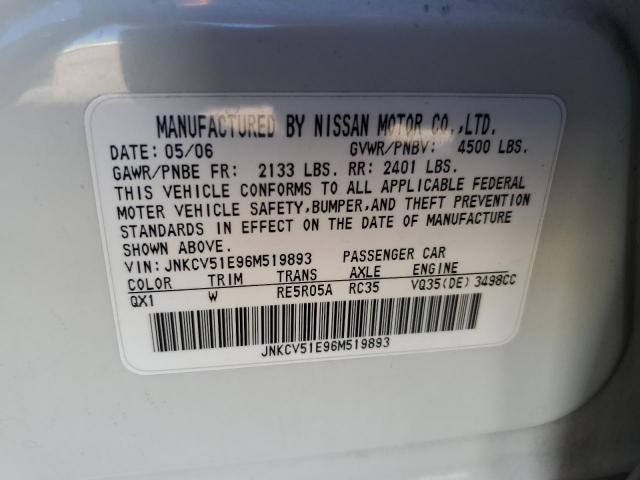 MANUFACTURED BY NISSAN MOTOR CO.,LTD.
DATE: 05/06 GVWR/PNBV: 4500 LBS.
GAWR/PNBE FR: 2133 LBS. RR: 2401 LBS.
THIS VEHICLE CONFORMS TO ALL APPLICABLE FEDERAL
MOTER VEHICLE SAFETY,BUMPER,AND THEFT PREVENTION
STANDARDS IN EFFECT ON THE DATE OF MANUFACTURE
SHOWN ABOVE.
VIN: JNKCV51E96M519893 PASSENGER CAR
COLOR TRIM TRANS AXLE ENGINE
QX1 W RE5R05A RC35 VQ35(DE) 3498CC
JNKCV51E96M519893